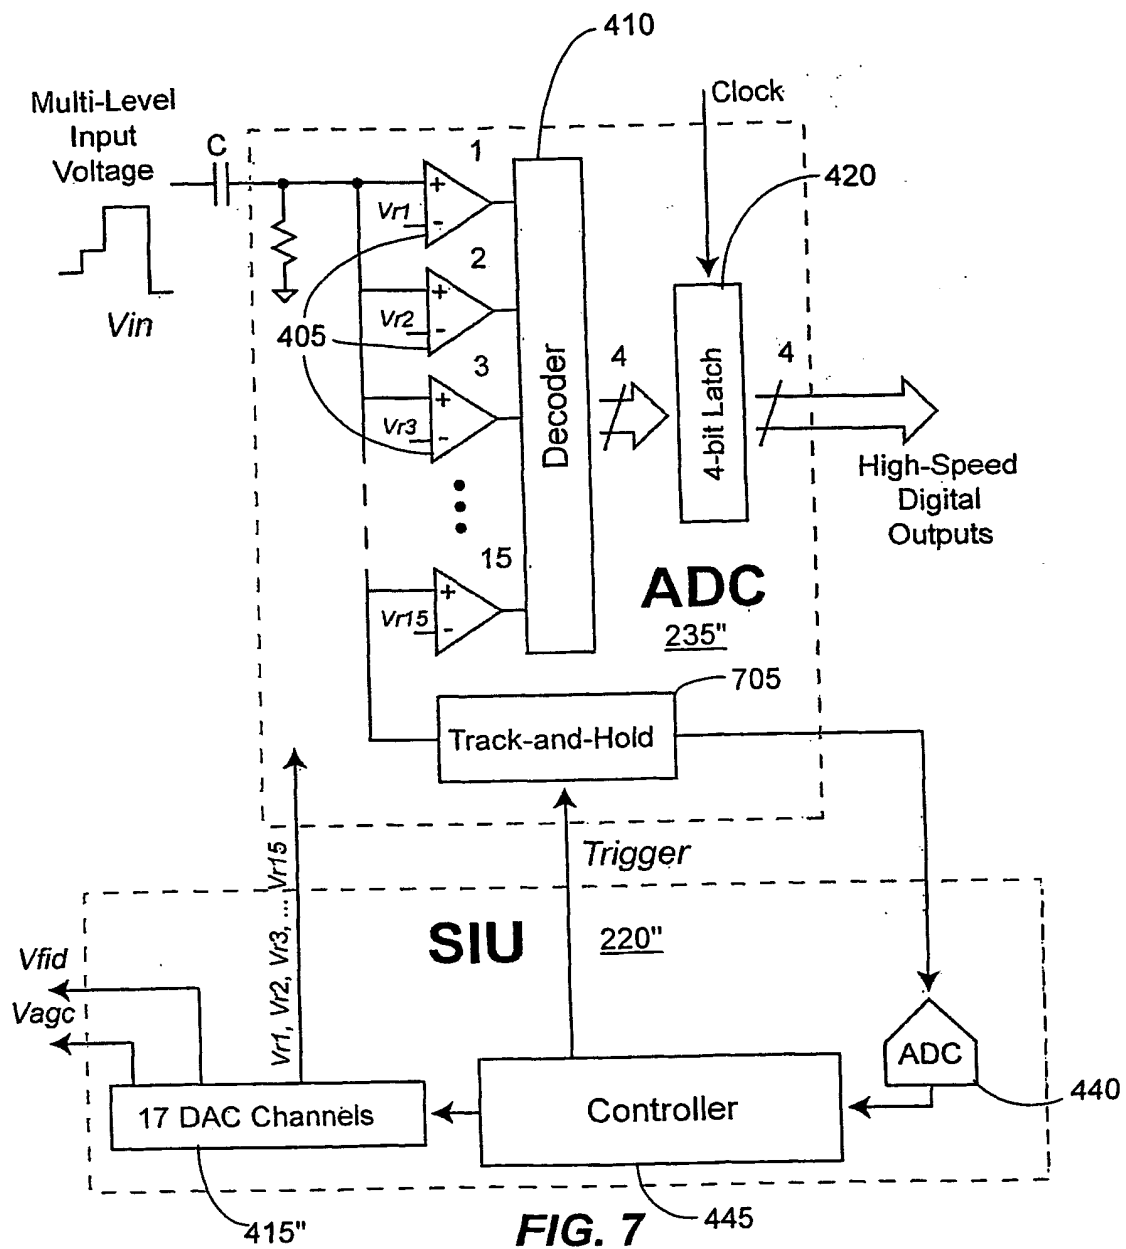 410
Multi-Level
Input
Voltage
C
Clock
1
420
Vr1
+
-
2
Vin
405
Vr2
+
-
3
Vr3
+
-
Decoder
4
4-bit Latch
4
High-Speed
Digital
Outputs
15
Vr15
+
-
ADC
235"
705
Track-and-Hold
Trigger
Vr1, Vr2, Vr3, ... Vr15
SIU
220"
Vfid
Vagc
ADC
440
17 DAC Channels
Controller
415"
445
FIG. 7